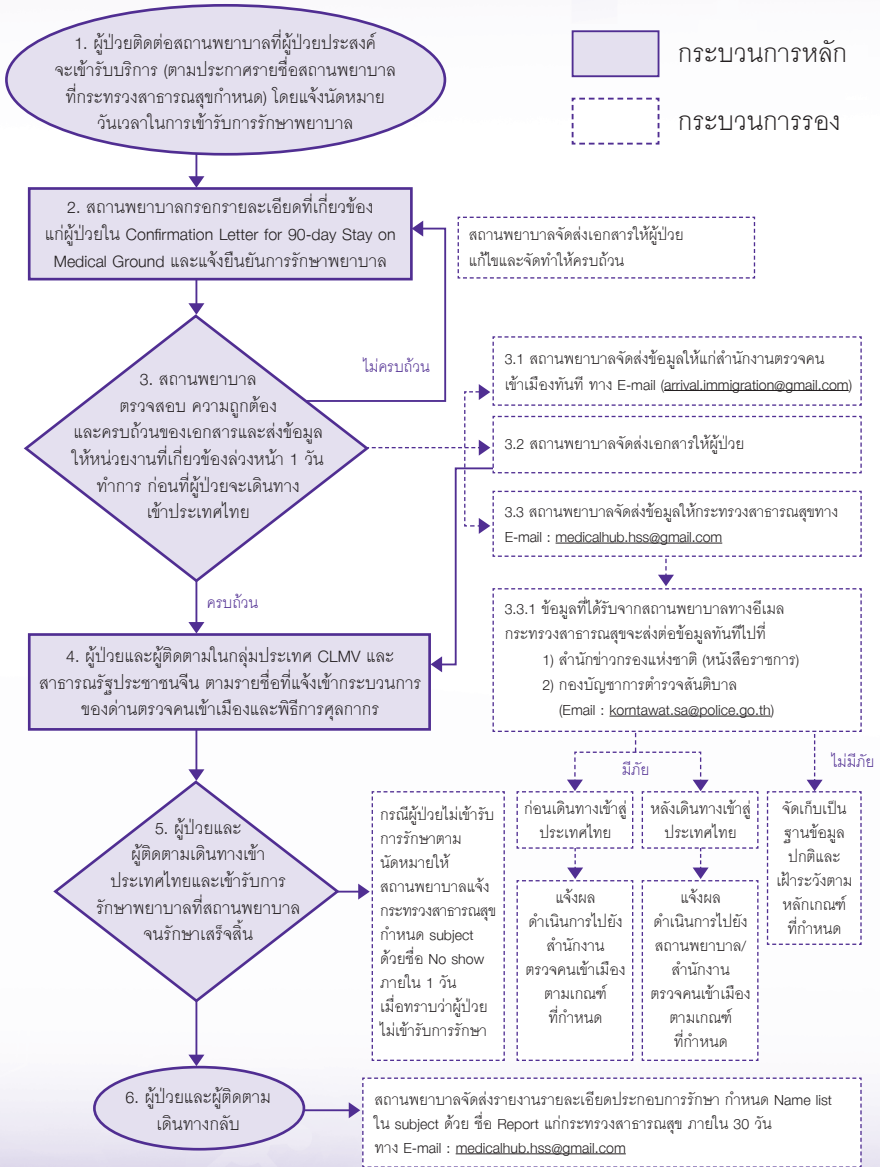 1. ผู้ป่วยติดต่อสถานพยาบาลที่ผู้ป่วยประสงค์
จะเข้ารับบริการ (ตามประกาศรายชื่อสถานพยาบาล
ที่กระทรวงสาธารณสุขกำหนด) โดยแจ้งนัดหมาย
วันเวลาในการเข้ารับการรักษาพยาบาล
กระบวนการหลัก
กระบวนการรอง
2. สถานพยาบาลกรอกรายละเอียดที่เกี่ยวข้อง
แก่ผู้ป่วยใน Confirmation Letter for 90-day Stay on
Medical Ground และแจ้งยืนยันการรักษาพยาบาล
สถานพยาบาลจัดส่งเอกสารให้ผู้ป่วย
แก้ไขและจัดทำให้ครบถ้วน
ไม่ครบถ้วน
3. สถานพยาบาล
ตรวจสอบ ความถูกต้อง
และครบถ้วนของเอกสารและส่งข้อมูล
ให้หน่วยงานที่เกี่ยวข้องล่วงหน้า 1 วัน
ทำการ ก่อนที่ผู้ป่วยจะเดินทาง
เข้าประเทศไทย
3.1 สถานพยาบาลจัดส่งข้อมูลให้แก่สำนักงานตรวจคน
เข้าเมืองทันที ทาง E-mail (arrival.immigration@gmail.com)
3.2 สถานพยาบาลจัดส่งเอกสารให้ผู้ป่วย
3.3 สถานพยาบาลจัดส่งข้อมูลให้กระทรวงสาธารณสุขทาง
E-mail : medicalhub.hss@gmail.com
ครบถ้วน
3.3.1 ข้อมูลที่ได้รับจากสถานพยาบาลทางอีเมล
กระทรวงสาธารณสุขจะส่งต่อข้อมูลทันทีไปที่
1) สำนักข่าวกรองแห่งชาติ (หนังสือราชการ)
2) กองบัญชาการตำรวจสันติบาล
(Email : korntawat.sa@police.go.th)
4. ผู้ป่วยและผู้ติดตามในกลุ่มประเทศ CLMV และ
สาธารณรัฐประชาชนจีน ตามรายชื่อที่แจ้งเข้ากระบวนการ
ของด่านตรวจคนเข้าเมืองและพิธีการศุลกากร
มีภัย
ไม่มีภัย
5. ผู้ป่วยและ
ผู้ติดตามเดินทางเข้า
ประเทศไทยและเข้ารับการ
รักษาพยาบาลที่สถานพยาบาล
จนรักษาเสร็จสิ้น
กรณีผู้ป่วยไม่เข้ารับ
การรักษาตาม
นัดหมายให้
สถานพยาบาลแจ้ง
กระทรวงสาธารณสุข
กำหนด subject
ด้วยชื่อ No show
ภายใน 1 วัน
เมื่อทราบว่าผู้ป่วย
ไม่เข้ารับการรักษา
ก่อนเดินทางเข้าสู่
ประเทศไทย
แจ้งผล
ดำเนินการไปยัง
สำนักงาน
ตรวจคนเข้าเมือง
ตามเกณฑ์
ที่กำหนด
หลังเดินทางเข้าสู่
ประเทศไทย
แจ้งผล
ดำเนินการไปยัง
สถานพยาบาล/
สำนักงาน
ตรวจคนเข้าเมือง
ตามเกณฑ์
ที่กำหนด
จัดเก็บเป็น
ฐานข้อมูล
ปกติและ
เฝ้าระวังตาม
หลักเกณฑ์
ที่กำหนด
6. ผู้ป่วยและผู้ติดตาม
เดินทางกลับ
สถานพยาบาลจัดส่งรายงานรายละเอียดประกอบการรักษา กำหนด Name list
ใน subject ด้วย ชื่อ Report แก่กระทรวงสาธารณสุข ภายใน 30 วัน
ทาง E-mail : medicalhub.hss@gmail.com